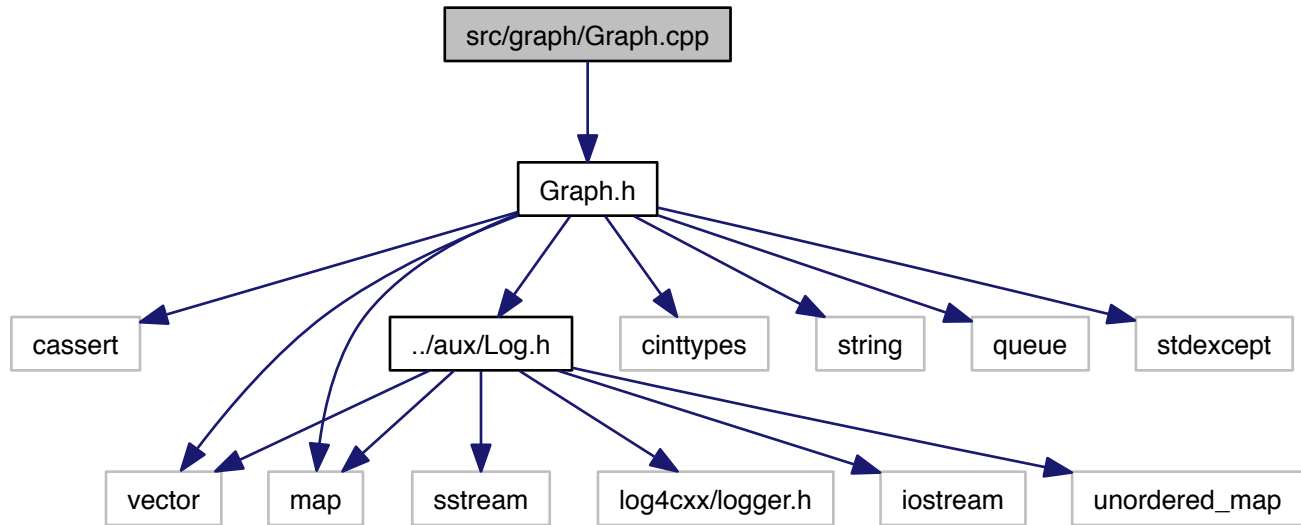 src/graph/Graph.cpp
Graph.h
cassert
../aux/Log.h
cinttypes
string
queue
stdexcept
vector
map
sstream
log4cxx/logger.h
iostream
unordered_map